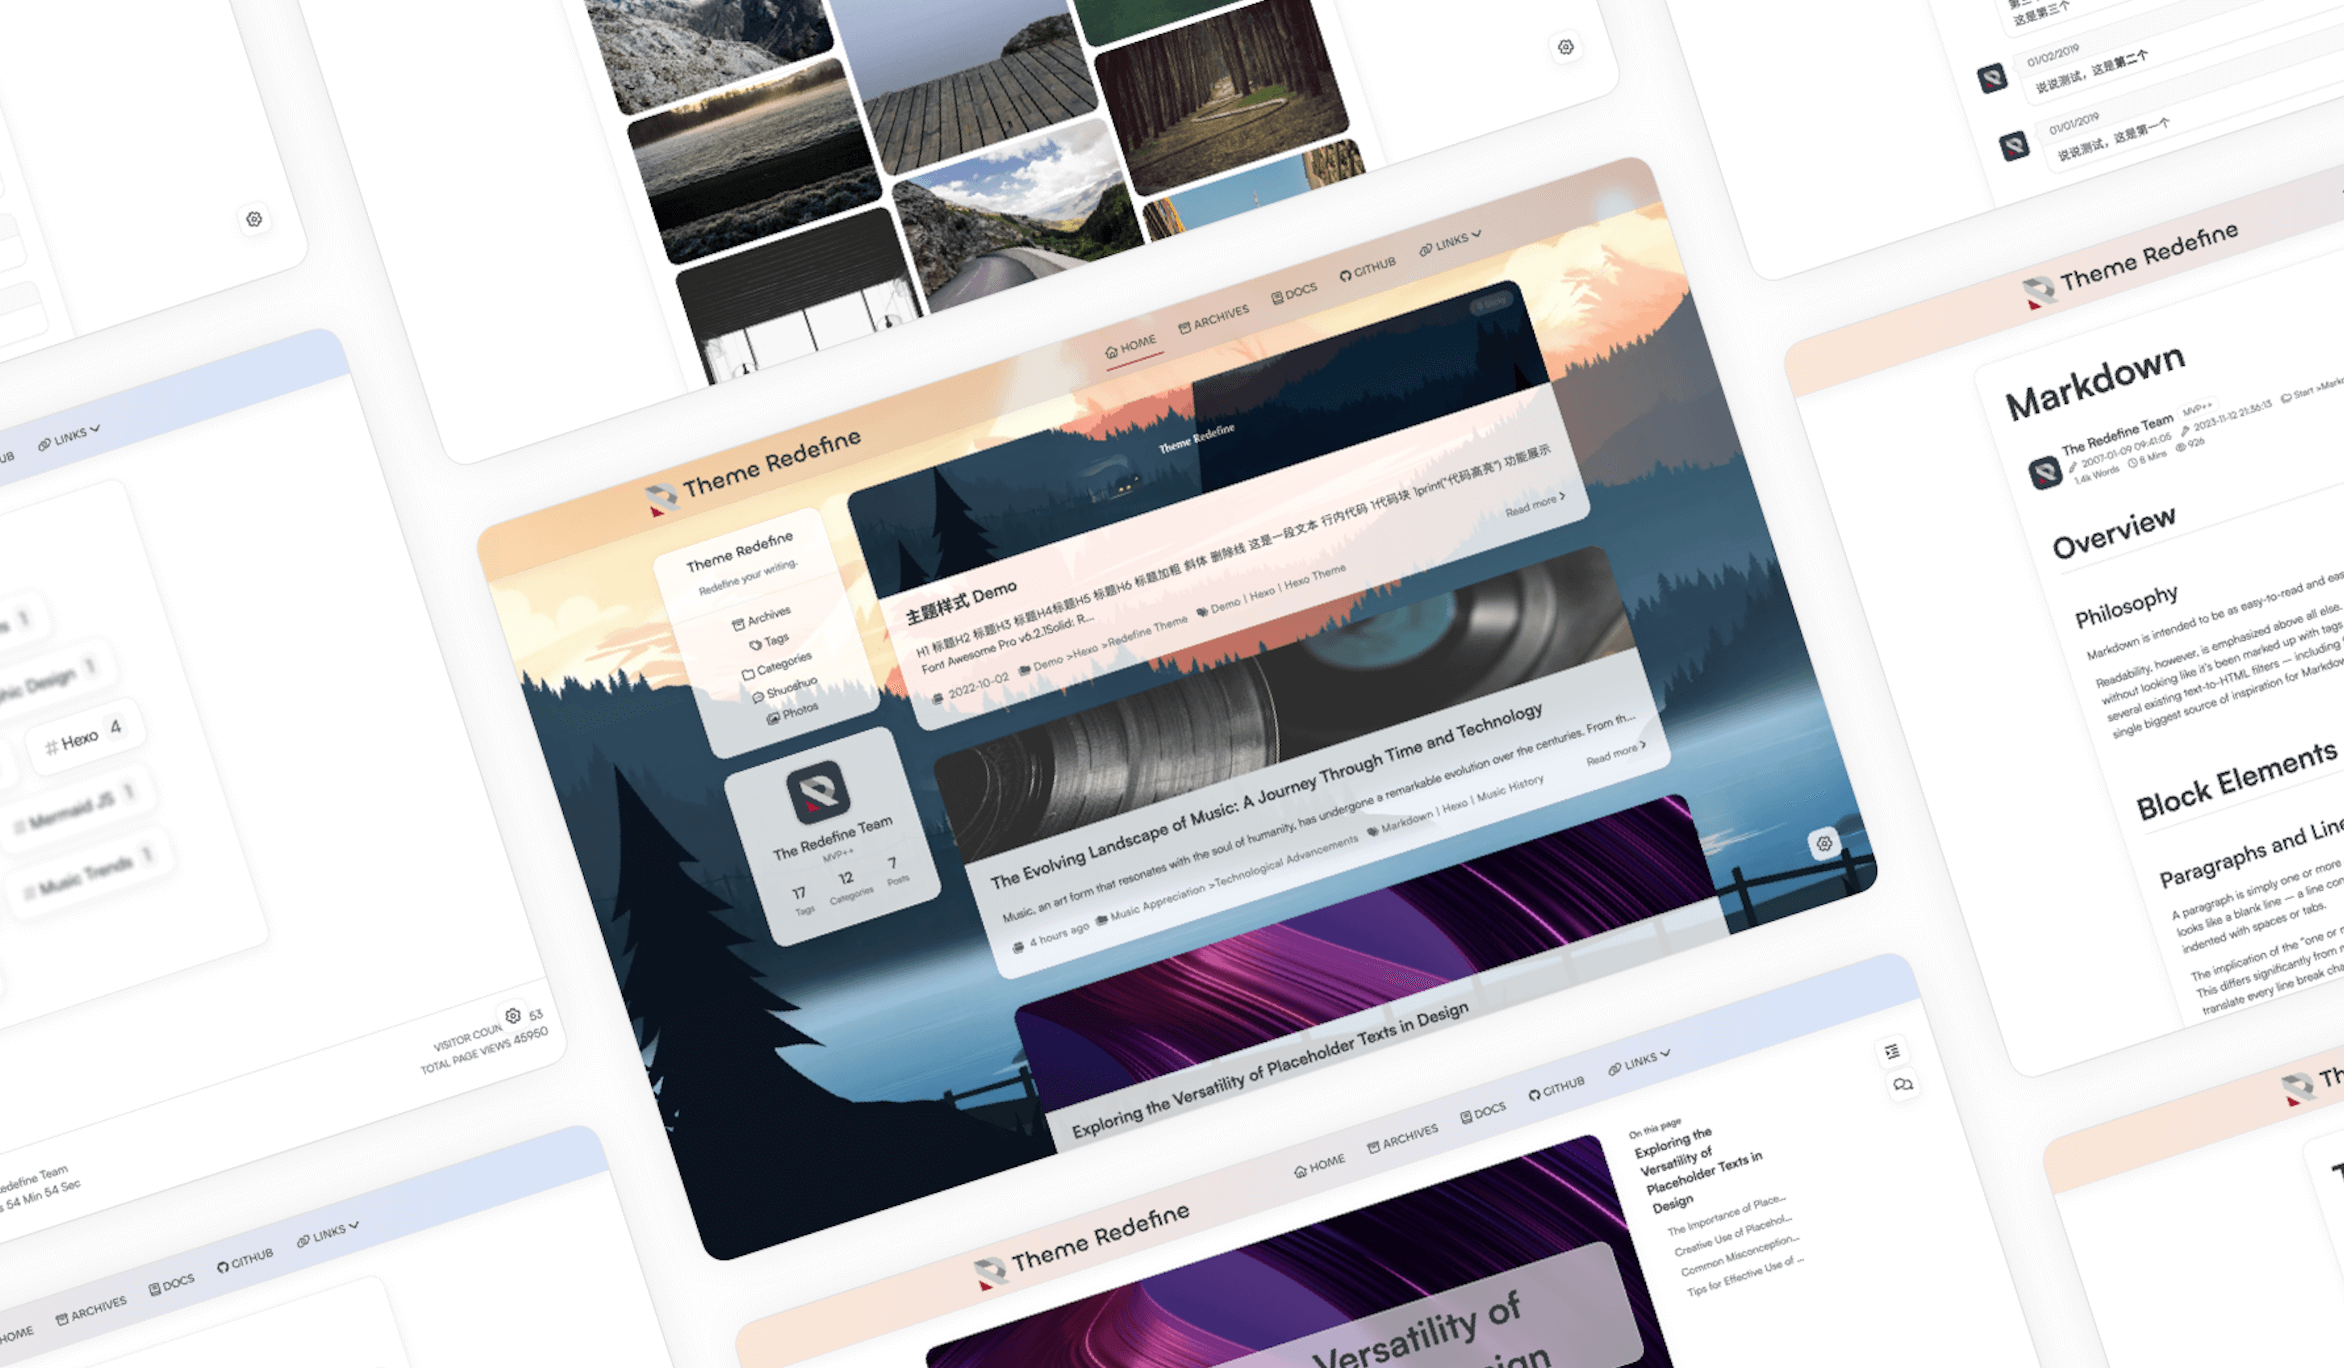 这是第三个
01/02/2019
说说测试，这是第二个
01/01/2019
说说测试，这是第一个
LINKS
Hexo 4
Mermaid JS 1
Music Trends 1
VISITOR COUN 53
TOTAL PAGE VIEWS 45950
54 Min 54 Sec
HOME
ARCHIVES
DOCS
GITHUB
LINKS
Theme Redefine
HOME
ARCHIVES
DOCS
GITHUB
LINKS
Theme Redefine
Redefine your writing.
Archives
Tags
Categories
Shuoshuo
Photos
The Redefine Team
MVP++
17
Tags
12
Categories
7
Posts
Theme Redefine
主题样式 Demo
H1 标题H2 标题H3 标题H4标题H5 标题H6 标题加粗 斜体 删除线 这是一段文本 行内代码 1代码块 1print("代码高亮") 功能展示
Font Awesome Pro v6.2.1Solid: R...
2022-10-02 Demo >Hexo >Redefine Theme Demo | Hexo | Hexo Theme
Read more
The Evolving Landscape of Music: A Journey Through Time and Technology
Music, an art form that resonates with the soul of humanity, has undergone a remarkable evolution over the centuries. From th...
4 hours ago Music Appreciation >Technological Advancements Markdown | Hexo | Music History
Read more
Exploring the Versatility of Placeholder Texts in Design
Theme Redefine
HOME
ARCHIVES
DOCS
GITHUB
LINKS
Versatility of
On this page
Exploring the
Versatility of
Placeholder Texts in
Design
The Importance of Place...
Creative Use of Placehol...
Common Misconception...
Tips for Effective Use of ...
Theme Redefine
Markdown
The Redefine Team MVP++
2007-01-09 09:41:05 2023-11-12 21:36:13
1.4k Words 8 Mins 926
Overview
Philosophy
Markdown is intended to be as easy-to-read and
Readability, however, is emphasized above all else.
without looking like it's been marked up with tags
several existing text-to-HTML filters — including
single biggest source of inspiration for
Block Elements
Paragraphs and
A paragraph is simply one or more
looks like a blank line — a line
indented with spaces or tabs.
The implication of the "one or
This differs significantly from
translate every line break